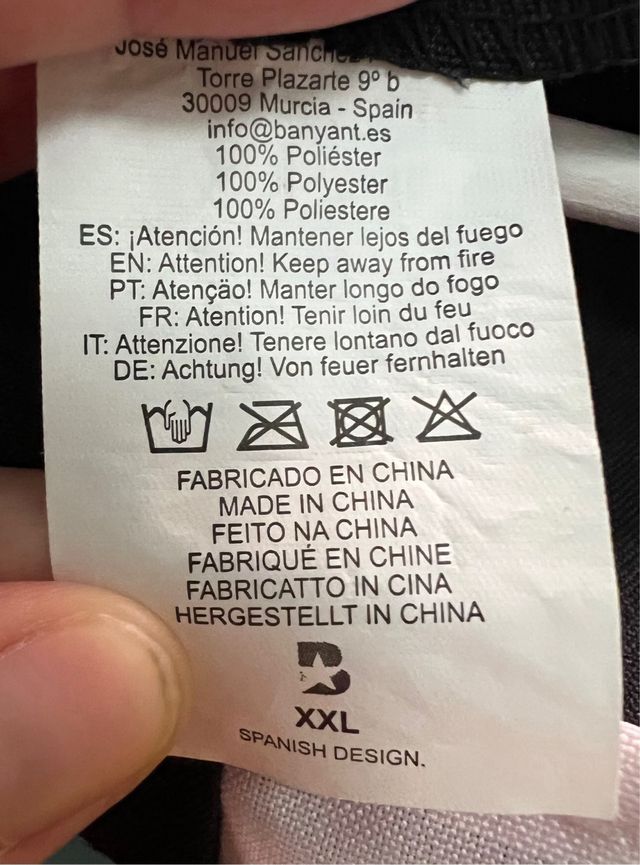 José Manuel
Torre Plazarte 9º b
30009 Murcia - Spain
info@banyant.es
100% Poliéster
100% Polyester
100% Poliestere
ES: ¡Atención! Mantener lejos del fuego
EN: Attention! Keep away from fire
PT: Atençäo! Manter longo do fogo
FR: Atention! Tenir loin du feu
IT: Attenzione! Tenere lontano dal fuoco
DE: Achtung! Von feuer fernhalten
FABRICADO EN CHINA
MADE IN CHINA
FEITO NA CHINA
FABRIQUÉ EN CHINE
FABRICATTO IN CINA
HERGESTELLT IN CHINA
B
XXL
SPANISH DESIGN.